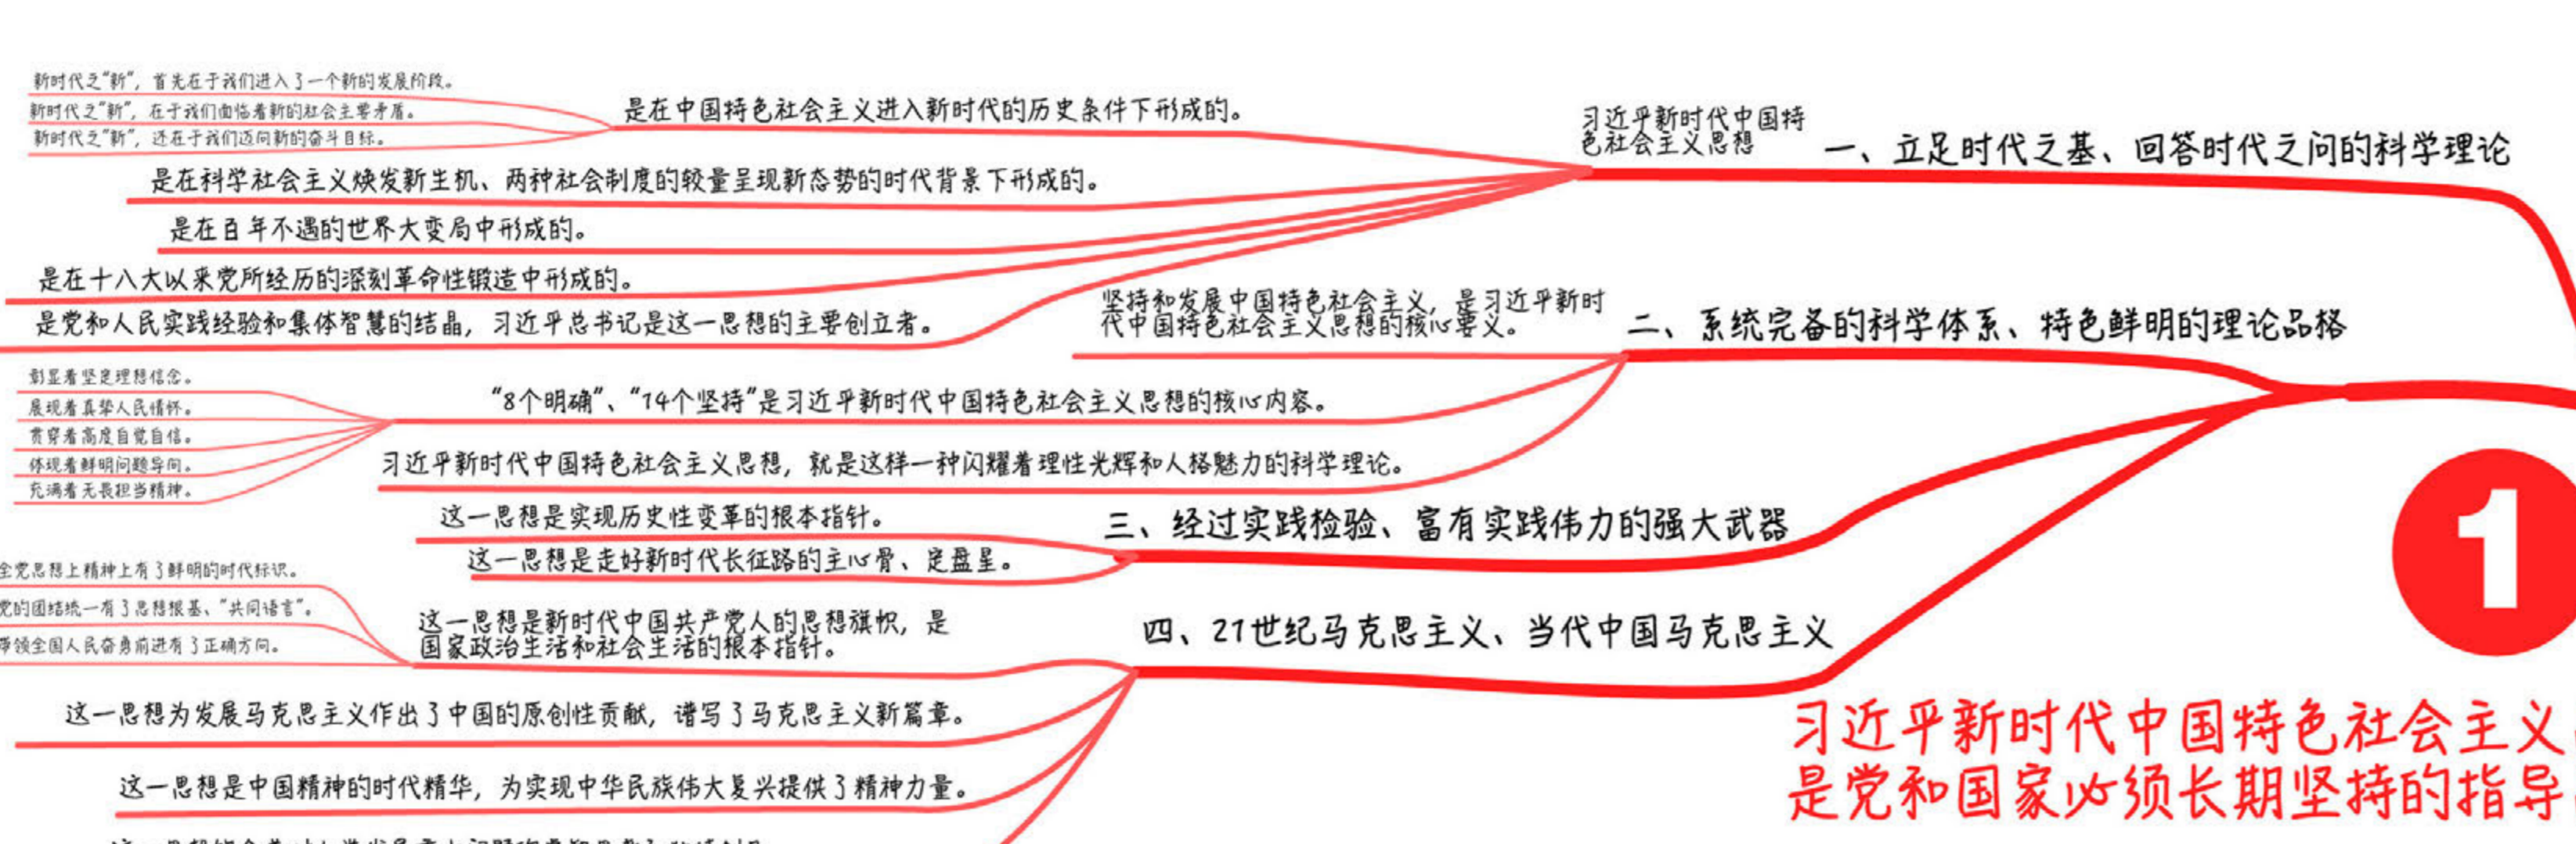 习近平新时代中国特
色社会主义思想
一、立足时代之基、回答时代之问的科学理论
是在中国特色社会主义进入新时代的历史条件下形成的。
新时代之“新”，首先在于我们进入了一个新的发展阶段。
新时代之“新”，在于我们面临着新的社会主要矛盾。
新时代之“新”，还在于我们迈向新的奋斗目标。
是在科学社会主义焕发新生机、两种社会制度的较量呈现新态势的时代背景下形成的。
是在百年不遇的世界大变局中形成的。
是在十八大以来党所经历的深刻革命性锻造中形成的。
是党和人民实践经验和集体智慧的结晶，习近平总书记是这一思想的主要创立者。
二、系统完备的科学体系、特色鲜明的理论品格
坚持和发展中国特色社会主义，是习近平新时
代中国特色社会主义思想的核心要义。
“8个明确”、“14个坚持”是习近平新时代中国特色社会主义思想的核心内容。
彰显着坚定理想信念。
展现着真挚人民情怀。
贯穿着高度自觉自信。
体现着鲜明问题导向。
充满着无畏担当精神。
习近平新时代中国特色社会主义思想，就是这样一种闪耀着理性光辉和人格魅力的科学理论。
三、经过实践检验、富有实践伟力的强大武器
这一思想是实现历史性变革的根本指针。
这一思想是走好新时代长征路的主心骨、定盘星。
四、21世纪马克思主义、当代中国马克思主义
这一思想是新时代中国共产党人的思想旗帜，是
国家政治生活和社会生活的根本指针。
全党思想上精神上有了鲜明的时代标识。
党的团结统一有了思想根基、“共同语言”。
带领全国人民奋勇前进有了正确方向。
这一思想为发展马克思主义作出了中国的原创性贡献，谱写了马克思主义新篇章。
这一思想是中国精神的时代精华，为实现中华民族伟大复兴提供了精神力量。
1
习近平新时代中国特色社会主义
是党和国家必须长期坚持的指导